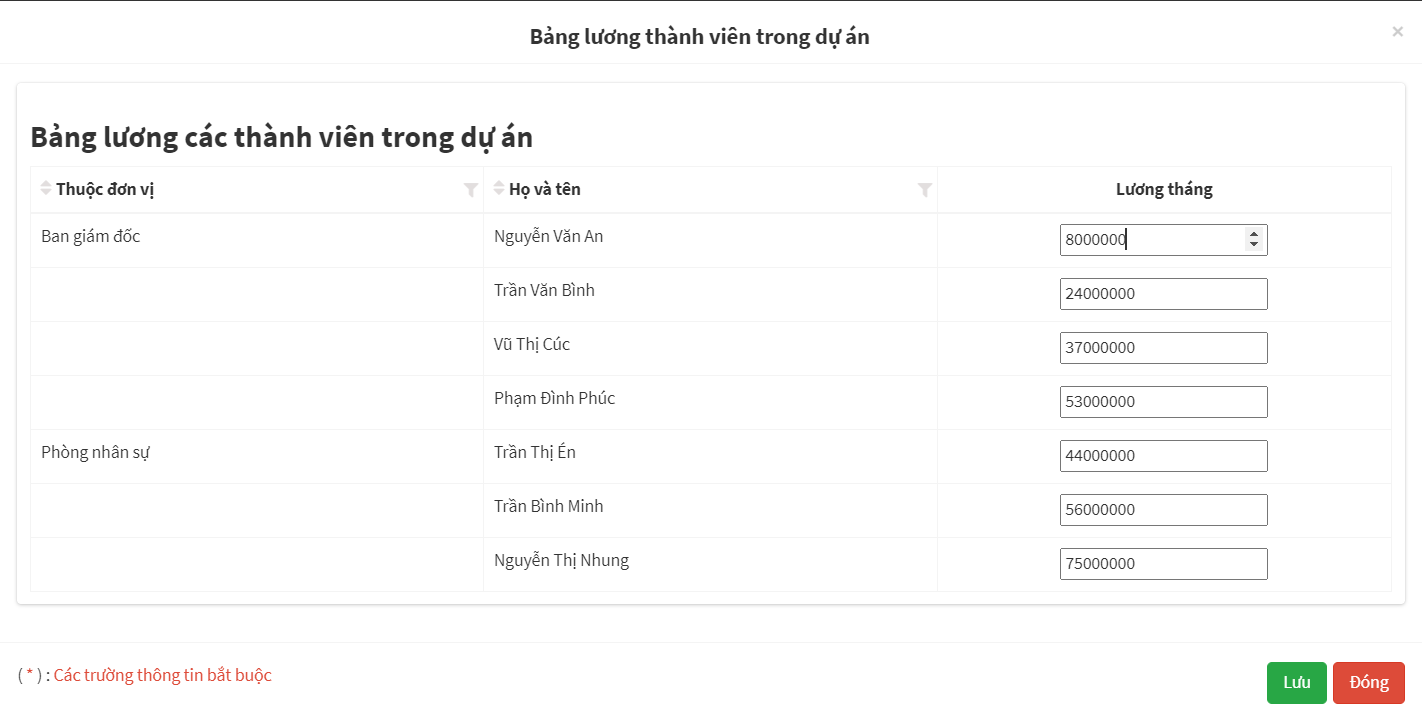 Bảng lương thành viên trong dự án
×
Bảng lương các thành viên trong dự án
Thuộc đơn vị Họ và tên Lương tháng
Ban giám đốc Nguyễn Văn An 8000000
Trần Văn Bình 24000000
Vũ Thị Cúc 37000000
Phạm Đình Phúc 53000000
Phòng nhân sự Trần Thị Én 44000000
Trần Bình Minh 56000000
Nguyễn Thị Nhung 75000000
( * ) : Các trường thông tin bắt buộc
Lưu Đóng